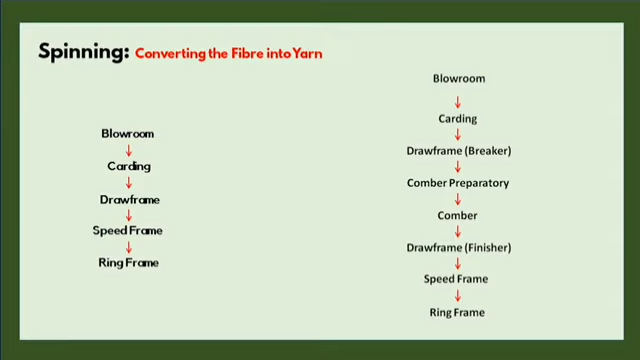 Spinning: Converting the Fibre into Yarn
Blowroom
Carding
Drawframe
Speed Frame
Ring Frame
Blowroom
Carding
Drawframe (Breaker)
Comber Preparatory
Comber
Drawframe (Finisher)
Speed Frame
Ring Frame